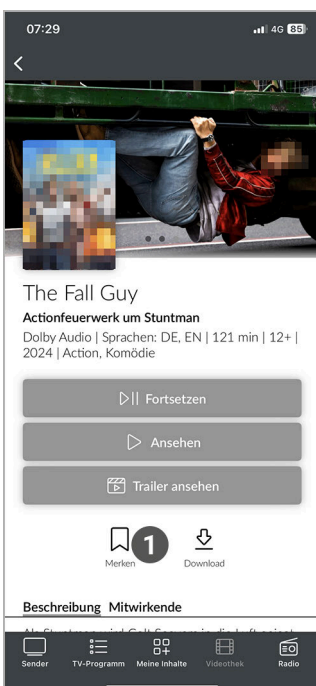 07:29
4G 85
The Fall Guy
Actionfeuerwerk um Stuntman
Dolby Audio | Sprachen: DE, EN | 121 min | 12+ |
2024 | Action, Komödie
Fortsetzen
Ansehen
Trailer ansehen
1
Merken Download
Beschreibung Mitwirkende
Sender TV-Programm Meine Inhalte Videothek Radio